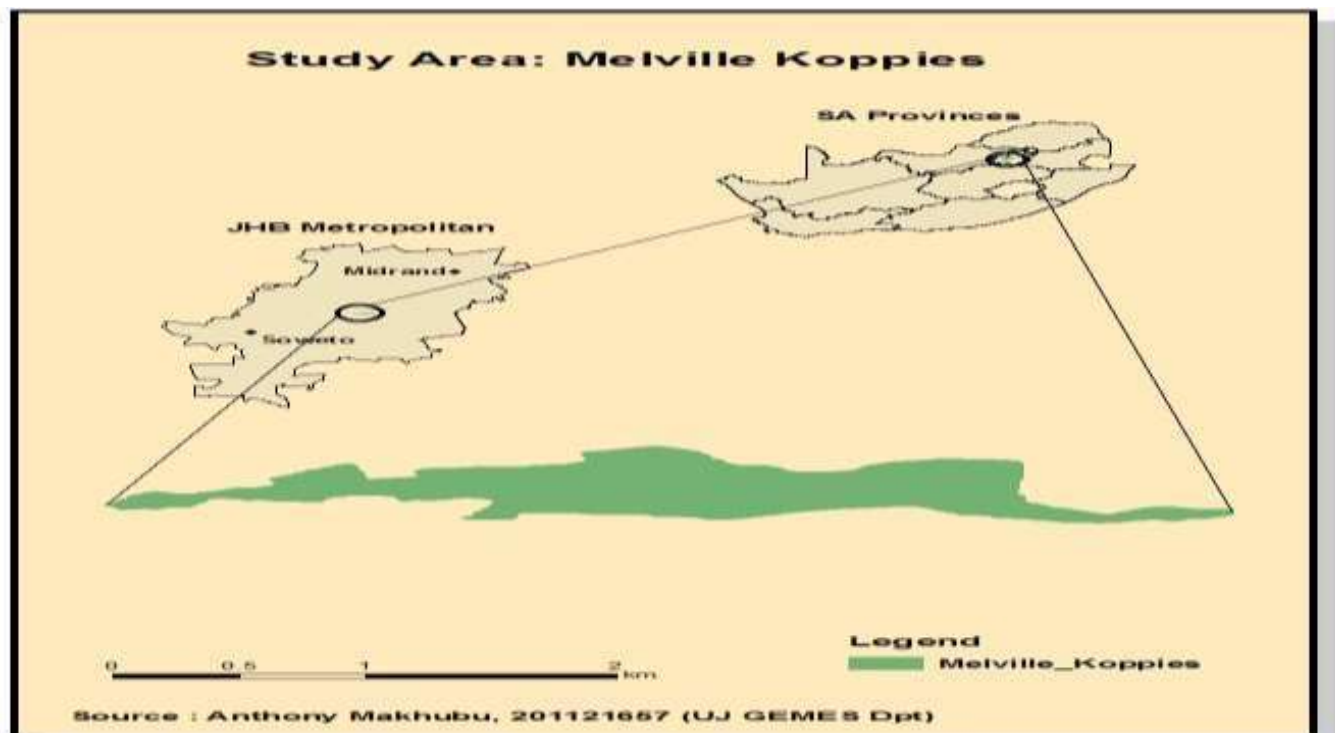 Study Area: Melville Koppies
SA Provinces
JHB Metropolitan
Midrand
Soweto
0 0.5 1 2 km
Legend
Melville_Koppies
Source : Anthony Makhubu, 201121657 (UJ GEMES Dpt)